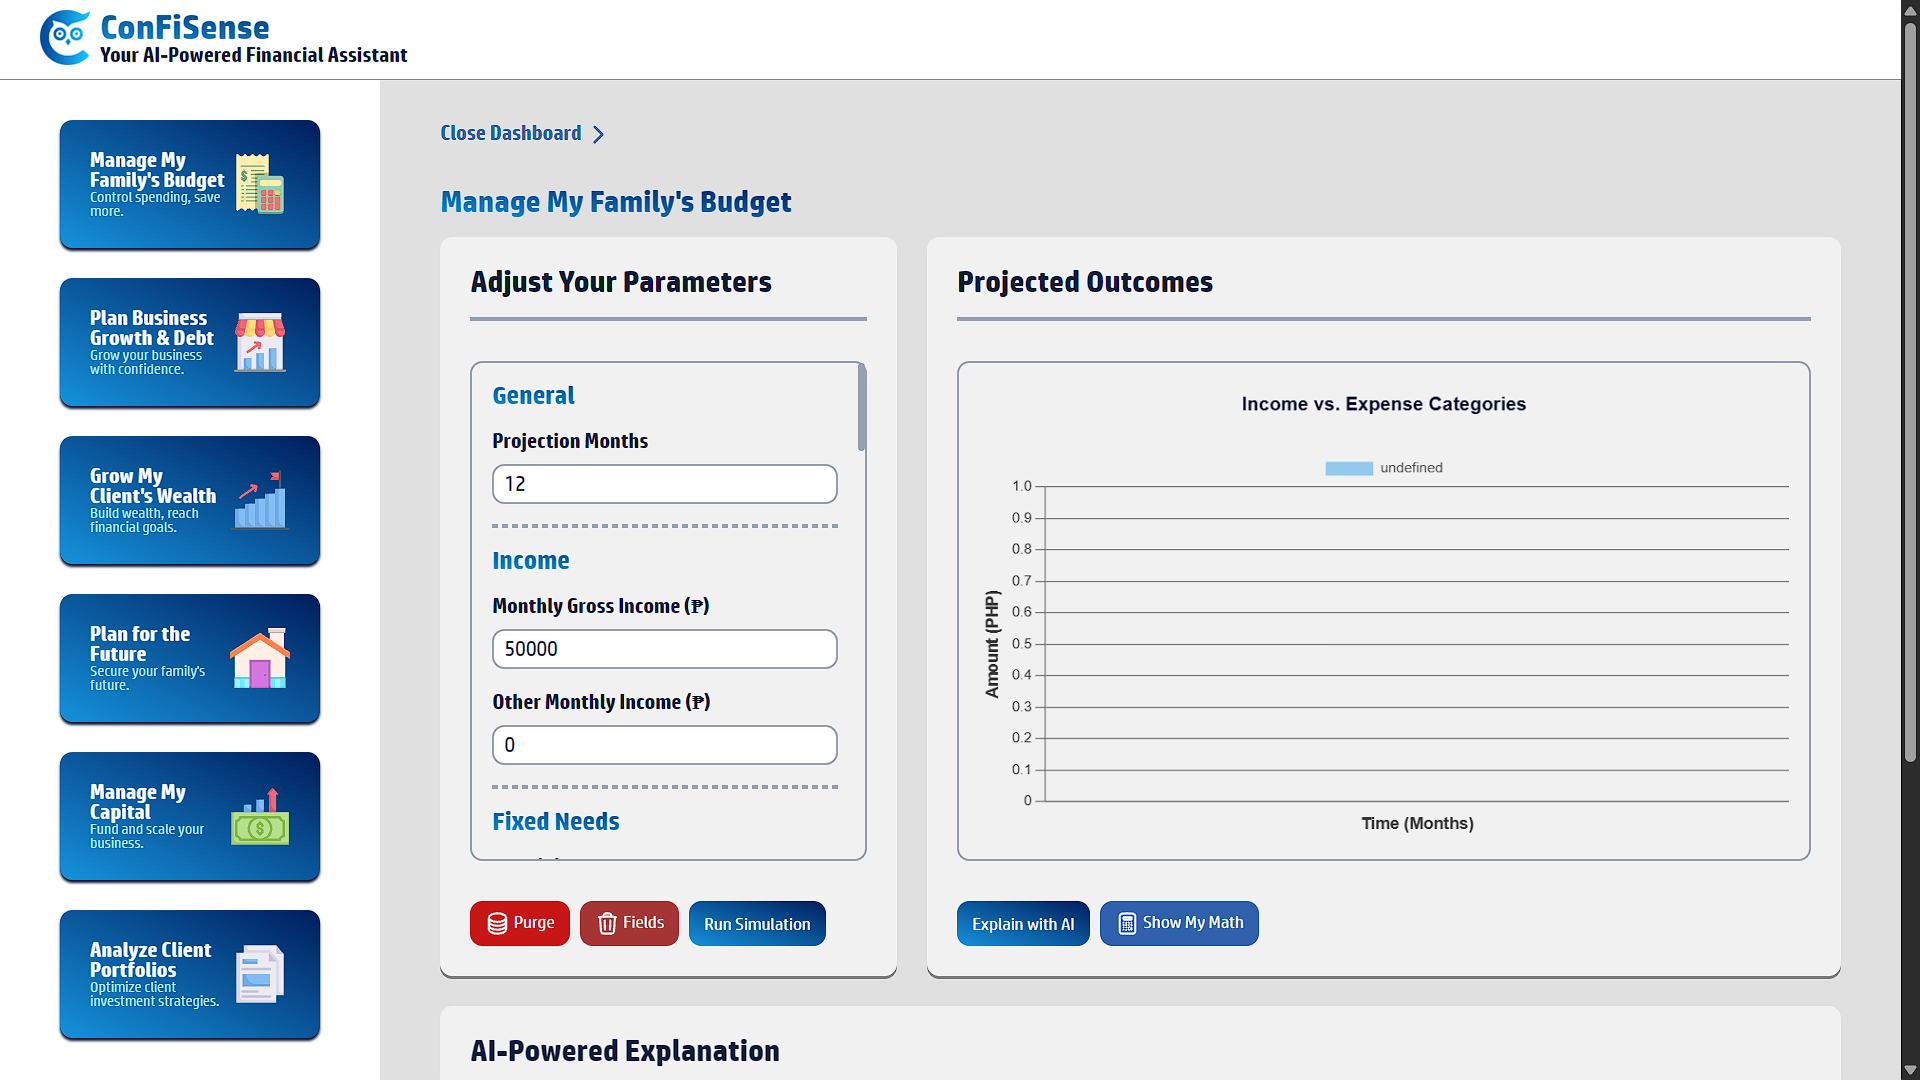 ConFiSense
Your AI-Powered Financial Assistant
Manage My
Family's Budget
Control spending, save
more.
Plan Business
Growth & Debt
Grow your business
with confidence.
Grow My
Client's Wealth
Build wealth, reach
financial goals.
Plan for the
Future
Secure your family's
future.
Manage My
Capital
Fund and scale your
business.
Analyze Client
Portfolios
Optimize client
investment strategies.
Close Dashboard
Manage My Family's Budget
Adjust Your Parameters
General
Projection Months
12
Income
Monthly Gross Income (₱)
50000
Other Monthly Income (₱)
0
Fixed Needs
Purge
Fields
Run Simulation
Projected Outcomes
Income vs. Expense Categories
undefined
1.0
0.9
0.8
0.7
0.6
0.5
0.4
0.3
0.2
0.1
0
Amount (PHP)
Time (Months)
Explain with AI
Show My Math
AI-Powered Explanation